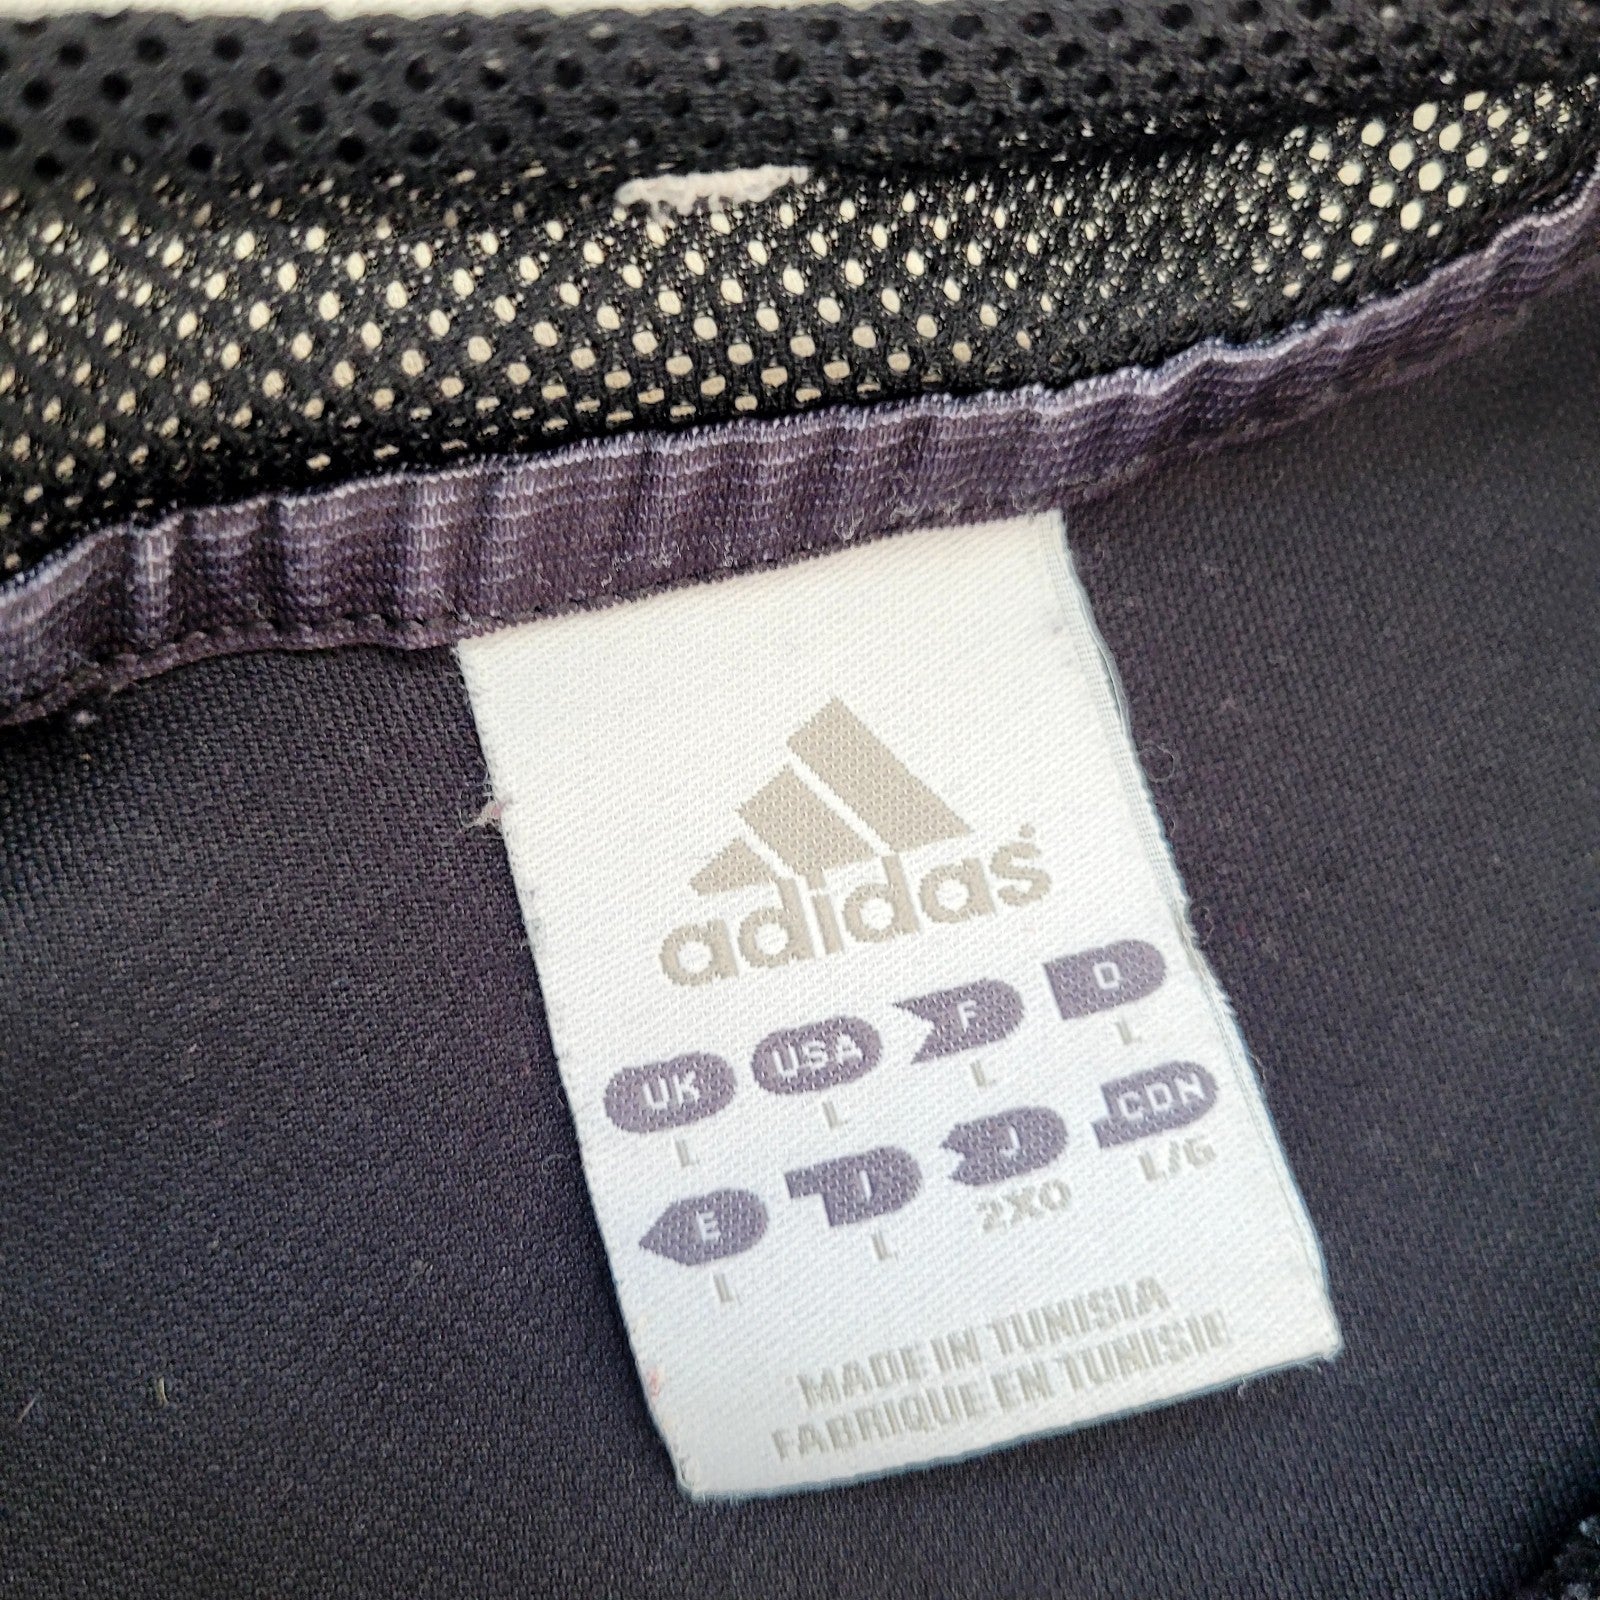 adidas®
UK USA F D
L L L L
E I J CDN
L L 2XO L/G
MADE IN TUNISIA
FABRIQUE EN TUNISIE